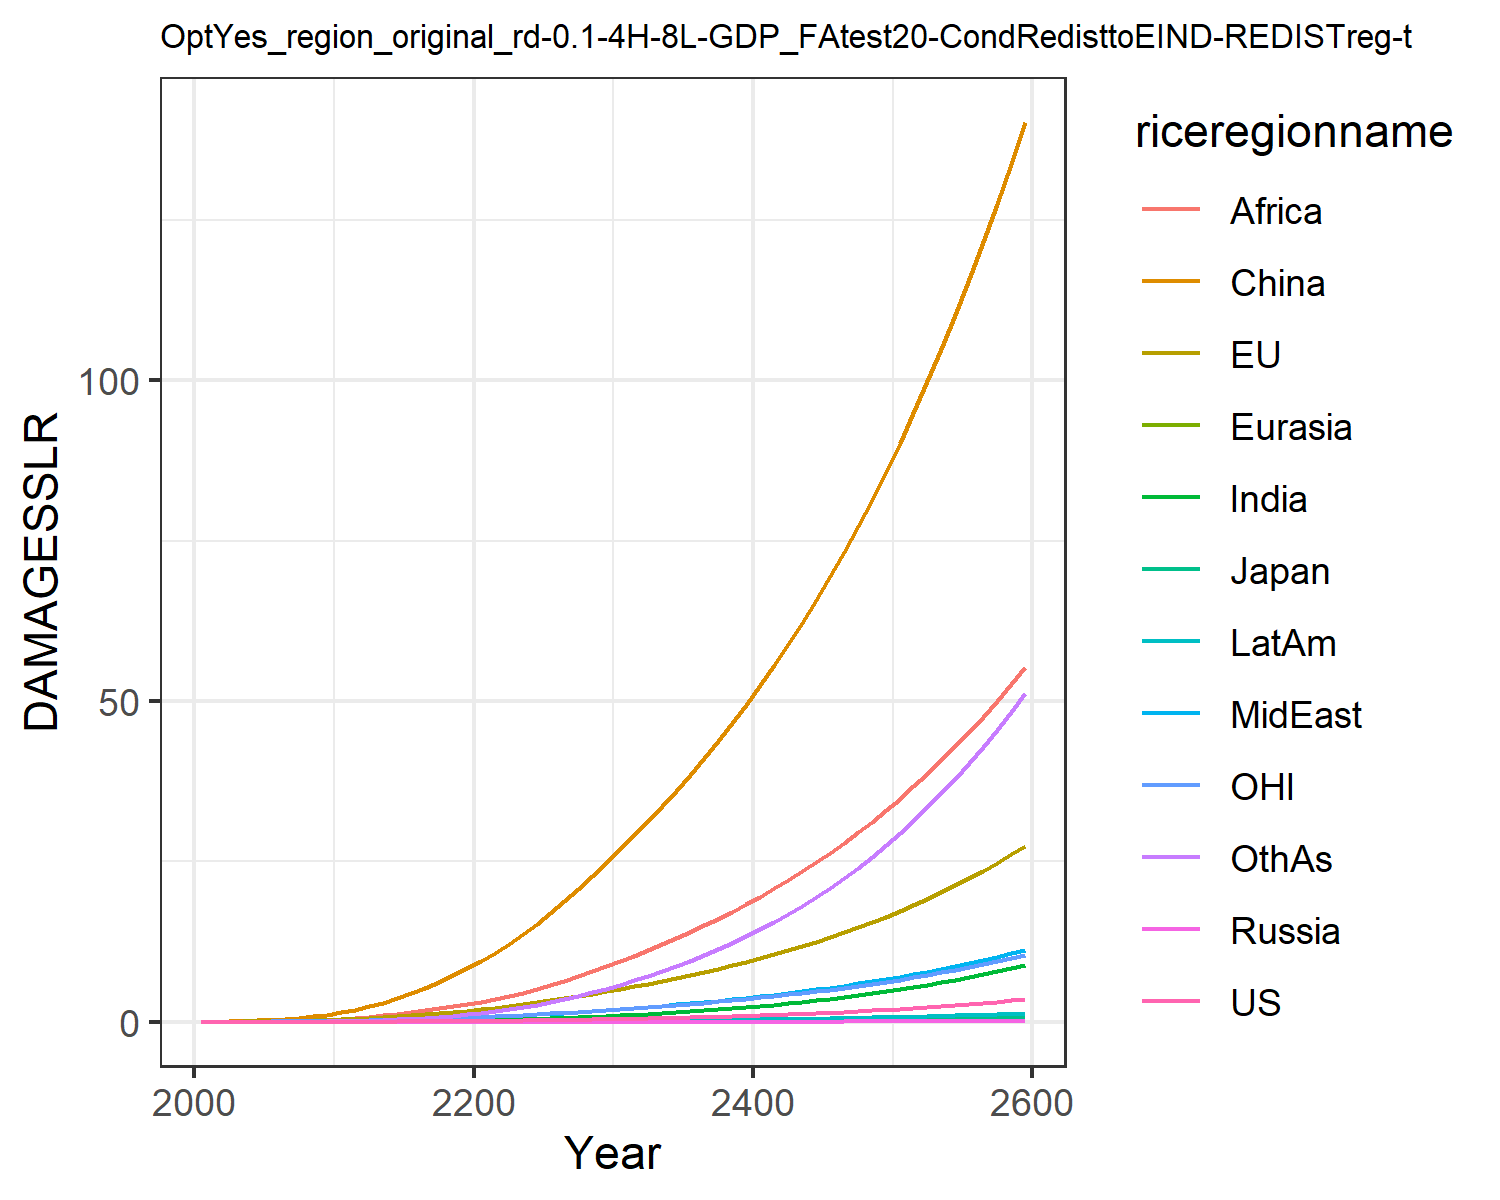 OptYes_region_original_rd-0.1-4H-8L-GDP_FAtest20-CondRedisttoEIND-REDISTreg-t
riceregionname
Africa
China
EU
Eurasia
India
Japan
LatAm
MidEast
OHI
OthAs
Russia
US
DAMAGESSLR
100
50
0
2000
2200
2400
2600
Year